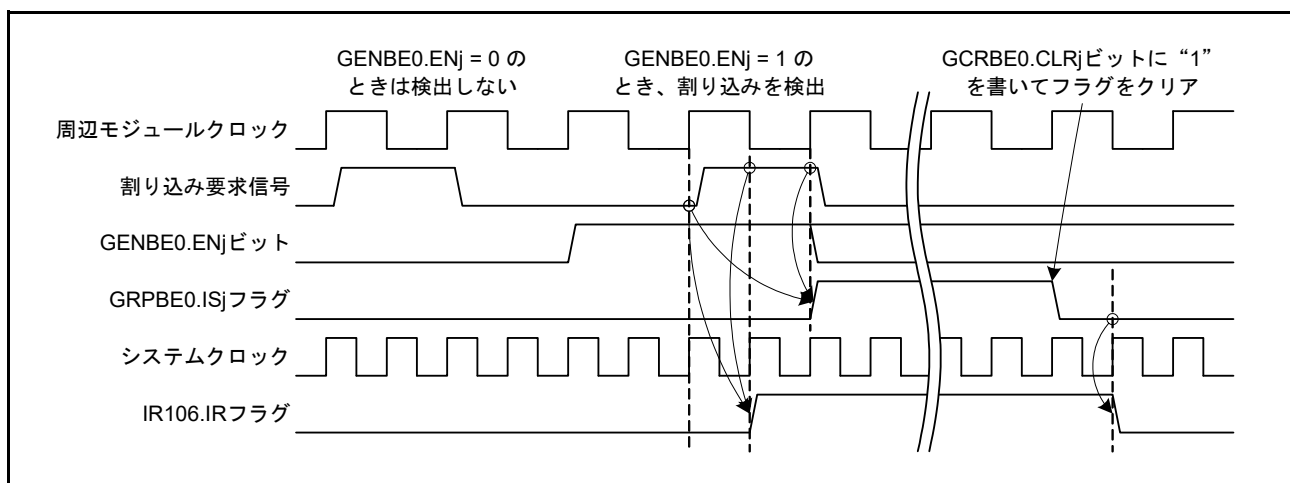 GENBE0.ENj = 0 の
ときは検出しない
GENBE0.ENj = 1 の
とき、割り込みを検出
GCRBE0.CLRjビットに“1”
を書いてフラグをクリア
周辺モジュールクロック
割り込み要求信号
GENBE0.ENjビット
GRPBE0.ISjフラグ
システムクロック
IR106.IRフラグ